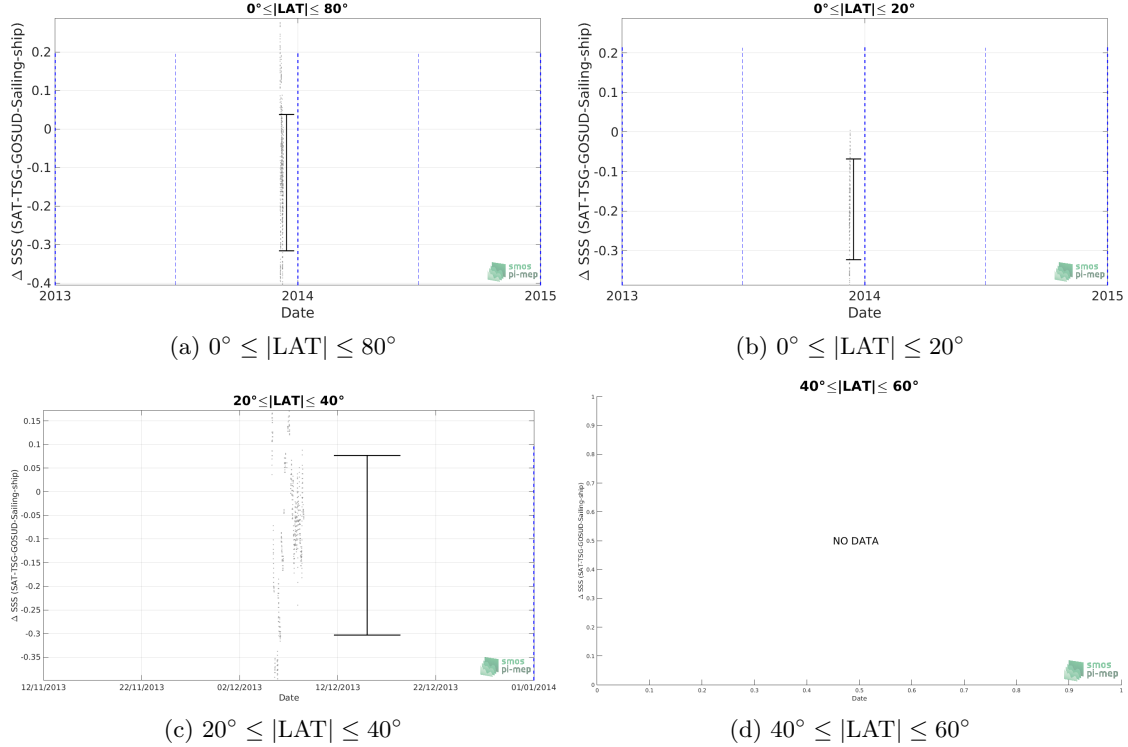 0°≤|LAT|≤ 80°
Δ SSS (SAT-TSG-GOSUD-Sailing-ship)
0.2
0.1
0
-0.1
-0.2
-0.3
-0.4
2013
2014
2015
Date
smos
pi-mep
(a) 0° ≤ |LAT| ≤ 80°
0°≤|LAT|≤ 20°
Δ SSS (SAT-TSG-GOSUD-Sailing-ship)
0.2
0.1
0
-0.1
-0.2
-0.3
2013
2014
2015
Date
smos
pi-mep
(b) 0° ≤ |LAT| ≤ 20°
20°≤|LAT|≤ 40°
Δ SSS (SAT-TSG-GOSUD-Sailing-ship)
0.15
0.1
0.05
0
-0.05
-0.1
-0.15
-0.2
-0.25
-0.3
-0.35
12/11/2013
22/11/2013
02/12/2013
12/12/2013
22/12/2013
01/01/2014
Date
smos
pi-mep
(c) 20° ≤ |LAT| ≤ 40°
40°≤|LAT|≤ 60°
Δ SSS (SAT-TSG-GOSUD-Sailing-ship)
1
0.9
0.8
0.7
0.6
0.5
0.4
0.3
0.2
0.1
0
NO DATA
0
0.1
0.2
0.3
0.4
0.5
0.6
0.7
0.8
0.9
1
Date
smos
pi-mep
(d) 40° ≤ |LAT| ≤ 60°